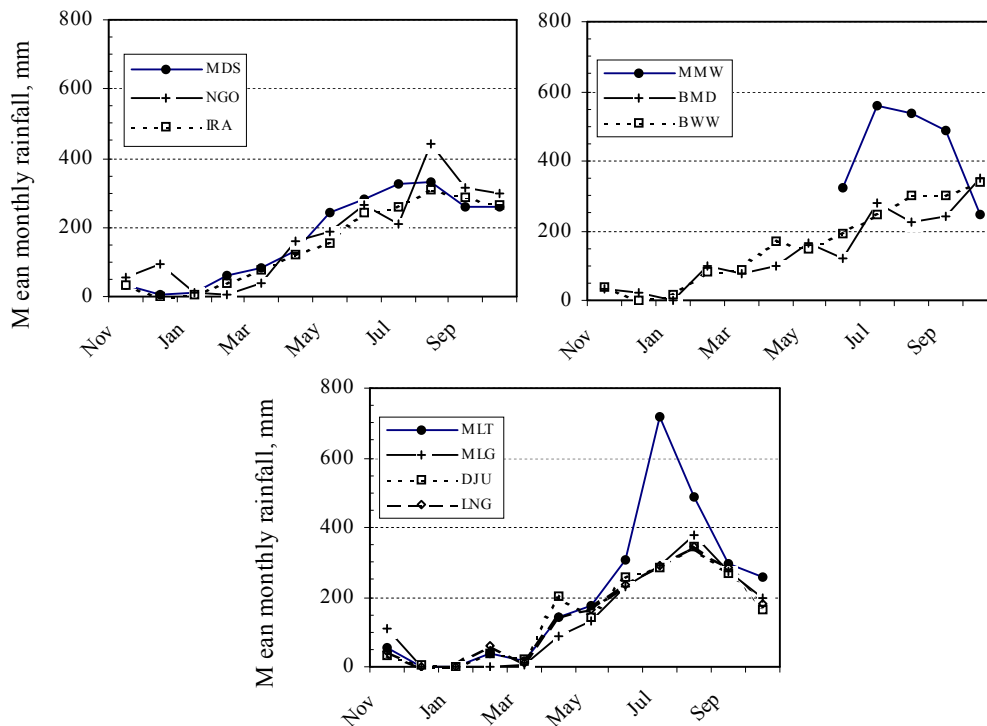 800
600
400
200
0
M ean monthly rainfall, mm
MDS
NGO
IRA
Nov
Jan
Mar
May
Jul
Sep
800
600
400
200
0
MMW
BMD
BWW
Nov
Jan
Mar
May
Jul
Sep
800
600
400
200
0
M ean monthly rainfall, mm
MLT
MLG
DJU
LNG
Nov
Jan
Mar
May
Jul
Sep